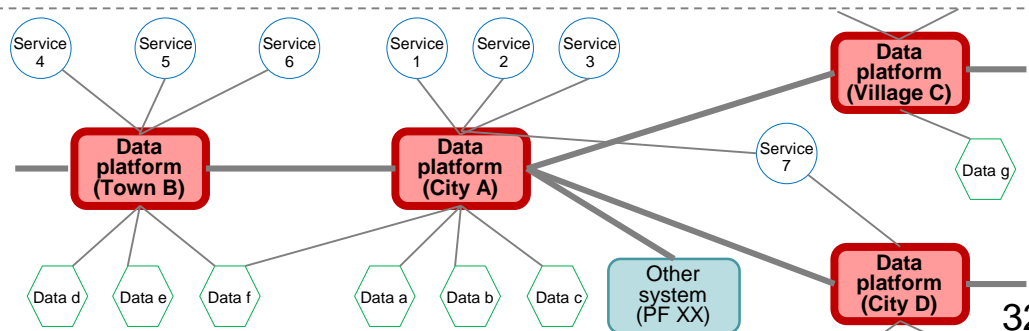 Service
4
Service
5
Service
6
Service
1
Service
2
Service
3
Data
platform
(Village C)
Data
platform
(Town B)
Data
platform
(City A)
Service
7
Data g
Data d
Data e
Data f
Data a
Data b
Data c
Other
system
(PF XX)
Data
platform
(City D)
32